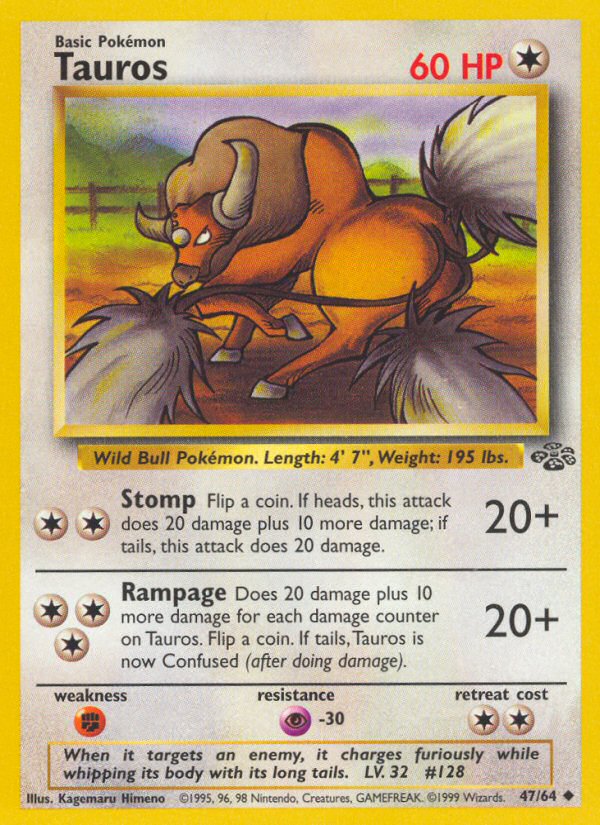 Basic Pokémon
Tauros 60 HP
Wild Bull Pokémon. Length: 4' 7", Weight: 195 lbs.
Stomp Flip a coin. If heads, this attack
does 20 damage plus 10 more damage; if
tails, this attack does 20 damage.
20+
Rampage Does 20 damage plus 10
more damage for each damage counter
on Tauros. Flip a coin. If tails, Tauros is
now Confused (after doing damage).
20+
weakness resistance retreat cost
-30
When it targets an enemy, it charges furiously while
whipping its body with its long tails. LV. 32 #128
Illus. Kagemaru Himeno ©1995, 96, 98 Nintendo, Creatures, GAMEFREAK. ©1999 Wizards. 47/64